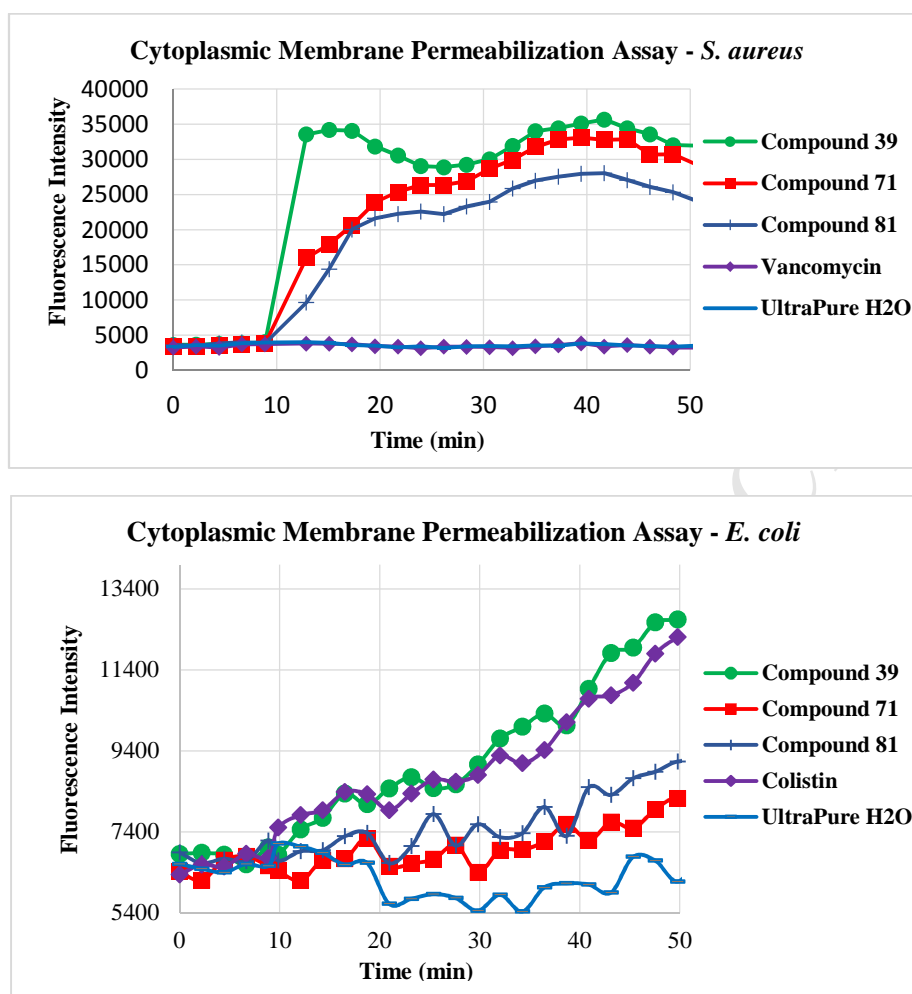 Cytoplasmic Membrane Permeabilization Assay - S. aureus
Fluorescence Intensity
40000
35000
30000
25000
20000
15000
10000
5000
0
0 10 20 30 40 50
Time (min)
Compound 39
Compound 71
Compound 81
Vancomycin
UltraPure H2O
Cytoplasmic Membrane Permeabilization Assay - E. coli
Fluorescence Intensity
13400
11400
9400
7400
5400
0 10 20 30 40 50
Time (min)
Compound 39
Compound 71
Compound 81
Colistin
UltraPure H2O